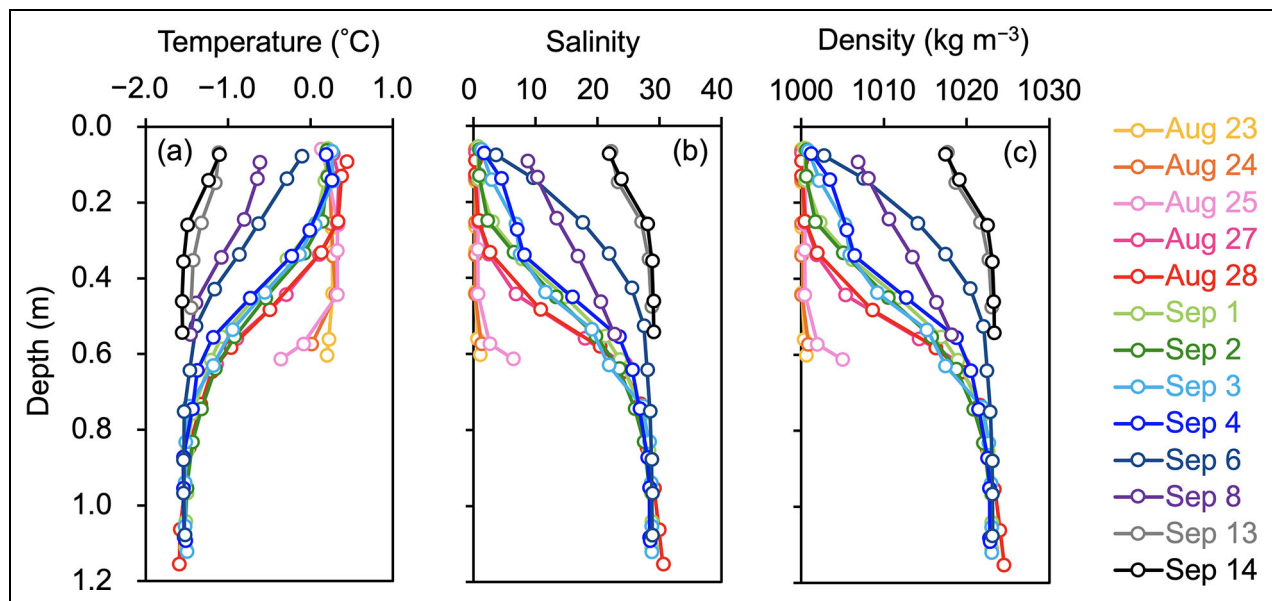 Temperature (˚C)
Salinity
Density (kg m⁻³)
−2.0 −1.0 0.0 1.0
0 10 20 30 40
1000 1010 1020 1030
0.0
0.2
0.4
0.6
0.8
1.0
1.2
Depth (m)
(a)
(b)
(c)
Aug 23
Aug 24
Aug 25
Aug 27
Aug 28
Sep 1
Sep 2
Sep 3
Sep 4
Sep 6
Sep 8
Sep 13
Sep 14